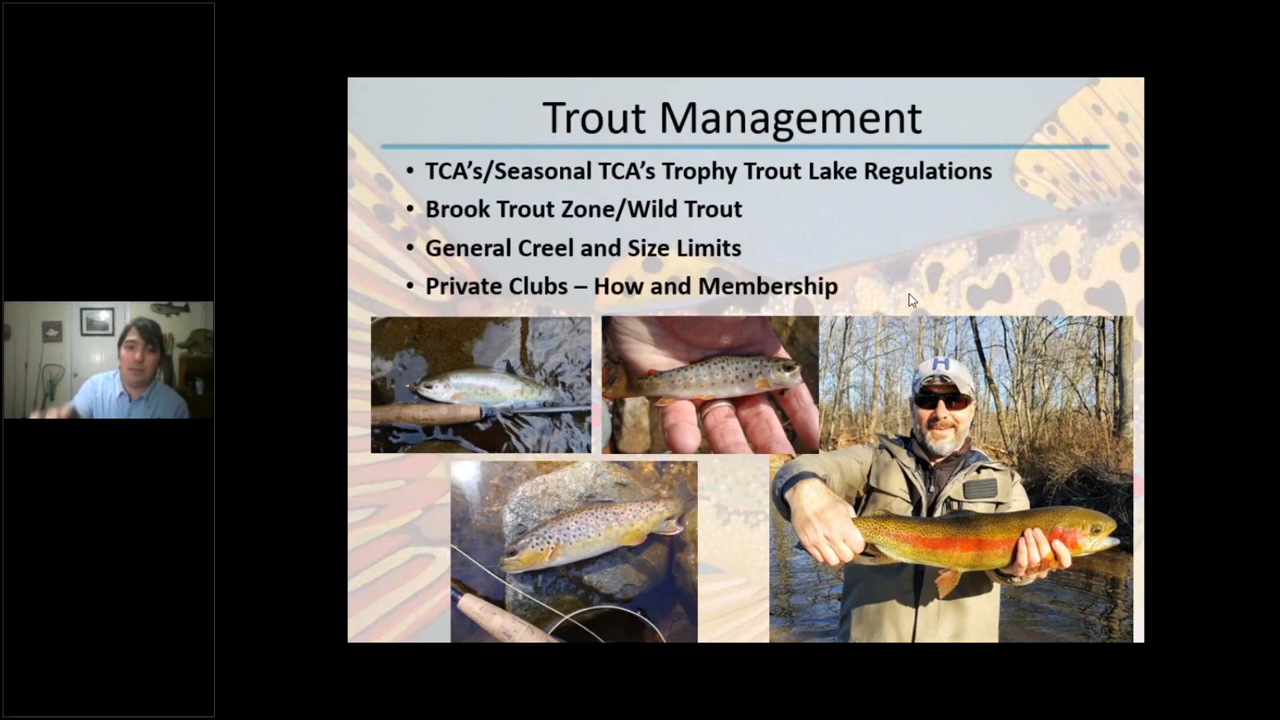 Trout Management
• TCA's/Seasonal TCA's Trophy Trout Lake Regulations
• Brook Trout Zone/Wild Trout
• General Creel and Size Limits
• Private Clubs – How and Membership
H